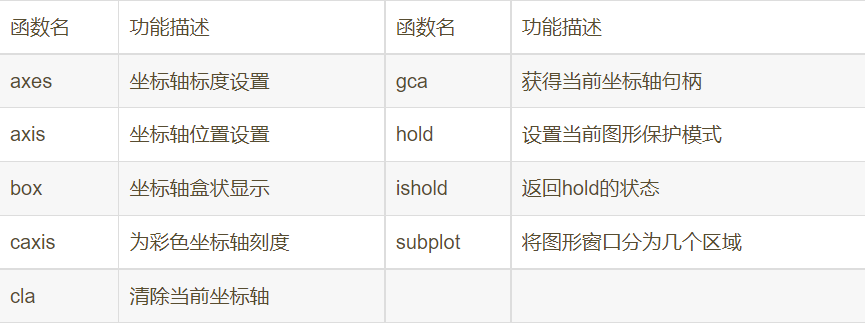 函数名 功能描述 函数名 功能描述
axes 坐标轴标度设置 gca 获得当前坐标轴句柄
axis 坐标轴位置设置 hold 设置当前图形保护模式
box 坐标轴盒状显示 ishold 返回hold的状态
caxis 为彩色坐标轴刻度 subplot 将图形窗口分为几个区域
cla 清除当前坐标轴